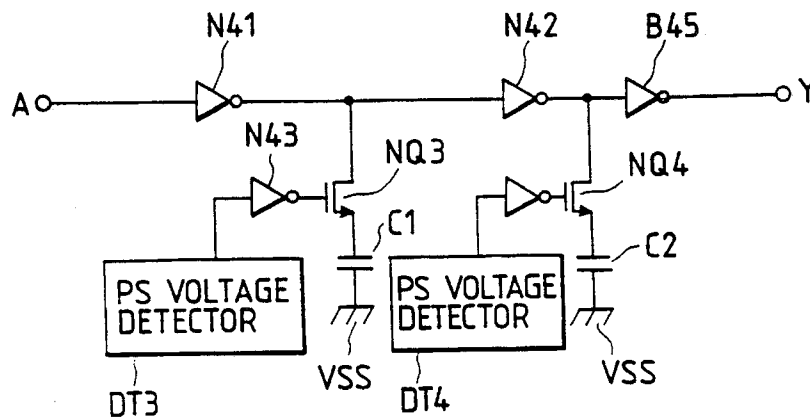 N41
N42
B45
A
Y
N43
NQ3
NQ4
C1
C2
PS VOLTAGE
DETECTOR
PS VOLTAGE
DETECTOR
VSS
VSS
DT3
DT4